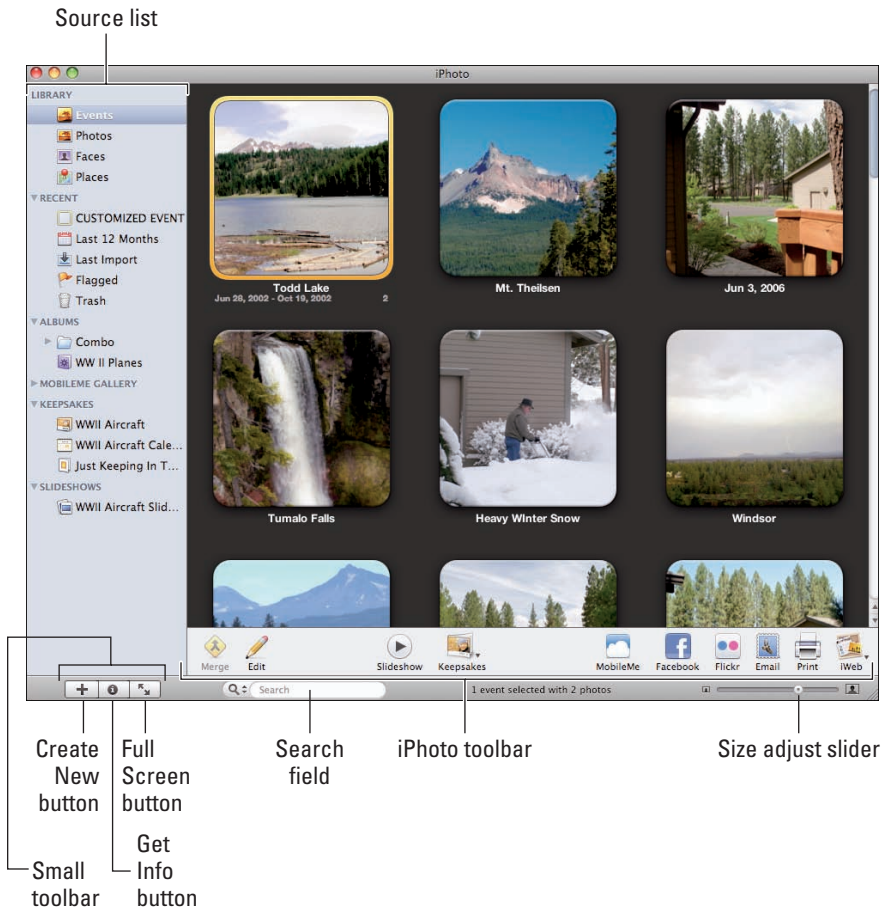 Source list
iPhoto
LIBRARY
Events
Photos
Faces
Places
RECENT
CUSTOMIZED EVENT
Last 12 Months
Last Import
Flagged
Trash
ALBUMS
Combo
WW II Planes
MOBILEME GALLERY
KEEPSAKES
WWII Aircraft
WWII Aircraft Cale...
Just Keeping In T...
SLIDESHOWS
WWII Aircraft Slid...
Todd Lake
Jun 28, 2002 - Oct 19, 2002 2
Mt. Theilsen
Jun 3, 2006
Tumalo Falls
Heavy WInter Snow
Windsor
Merge
Edit
Slideshow
Keepsakes
MobileMe
Facebook
Flickr
Email
Print
iWeb
Search
1 event selected with 2 photos
Create
New
button
Full
Screen
button
Search
field
iPhoto toolbar
Size adjust slider
Small
toolbar
Get
Info
button